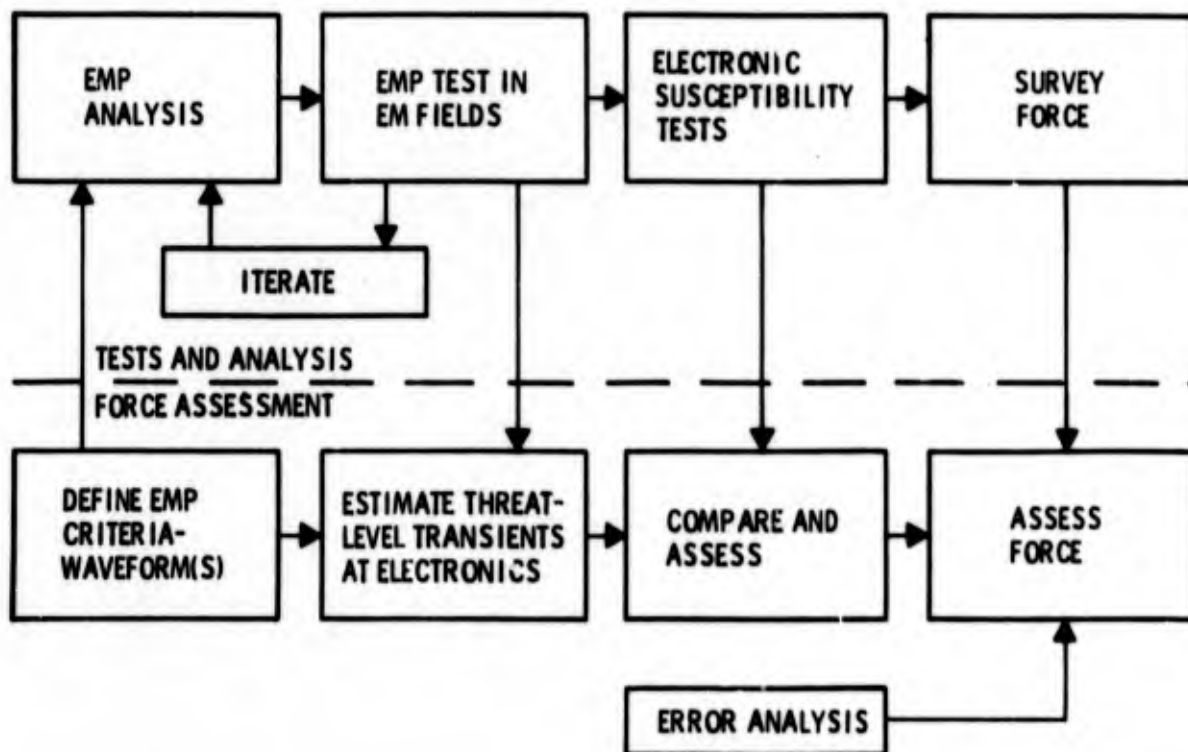 EMP
ANALYSIS
EMP TEST IN
EM FIELDS
ELECTRONIC
SUSCEPTIBILITY
TESTS
SURVEY
FORCE
ITERATE
TESTS AND ANALYSIS
FORCE ASSESSMENT
DEFINE EMP
CRITERIA-
WAVEFORM(S)
ESTIMATE THREAT-
LEVEL TRANSIENTS
AT ELECTRONICS
COMPARE AND
ASSESS
ASSESS
FORCE
ERROR ANALYSIS